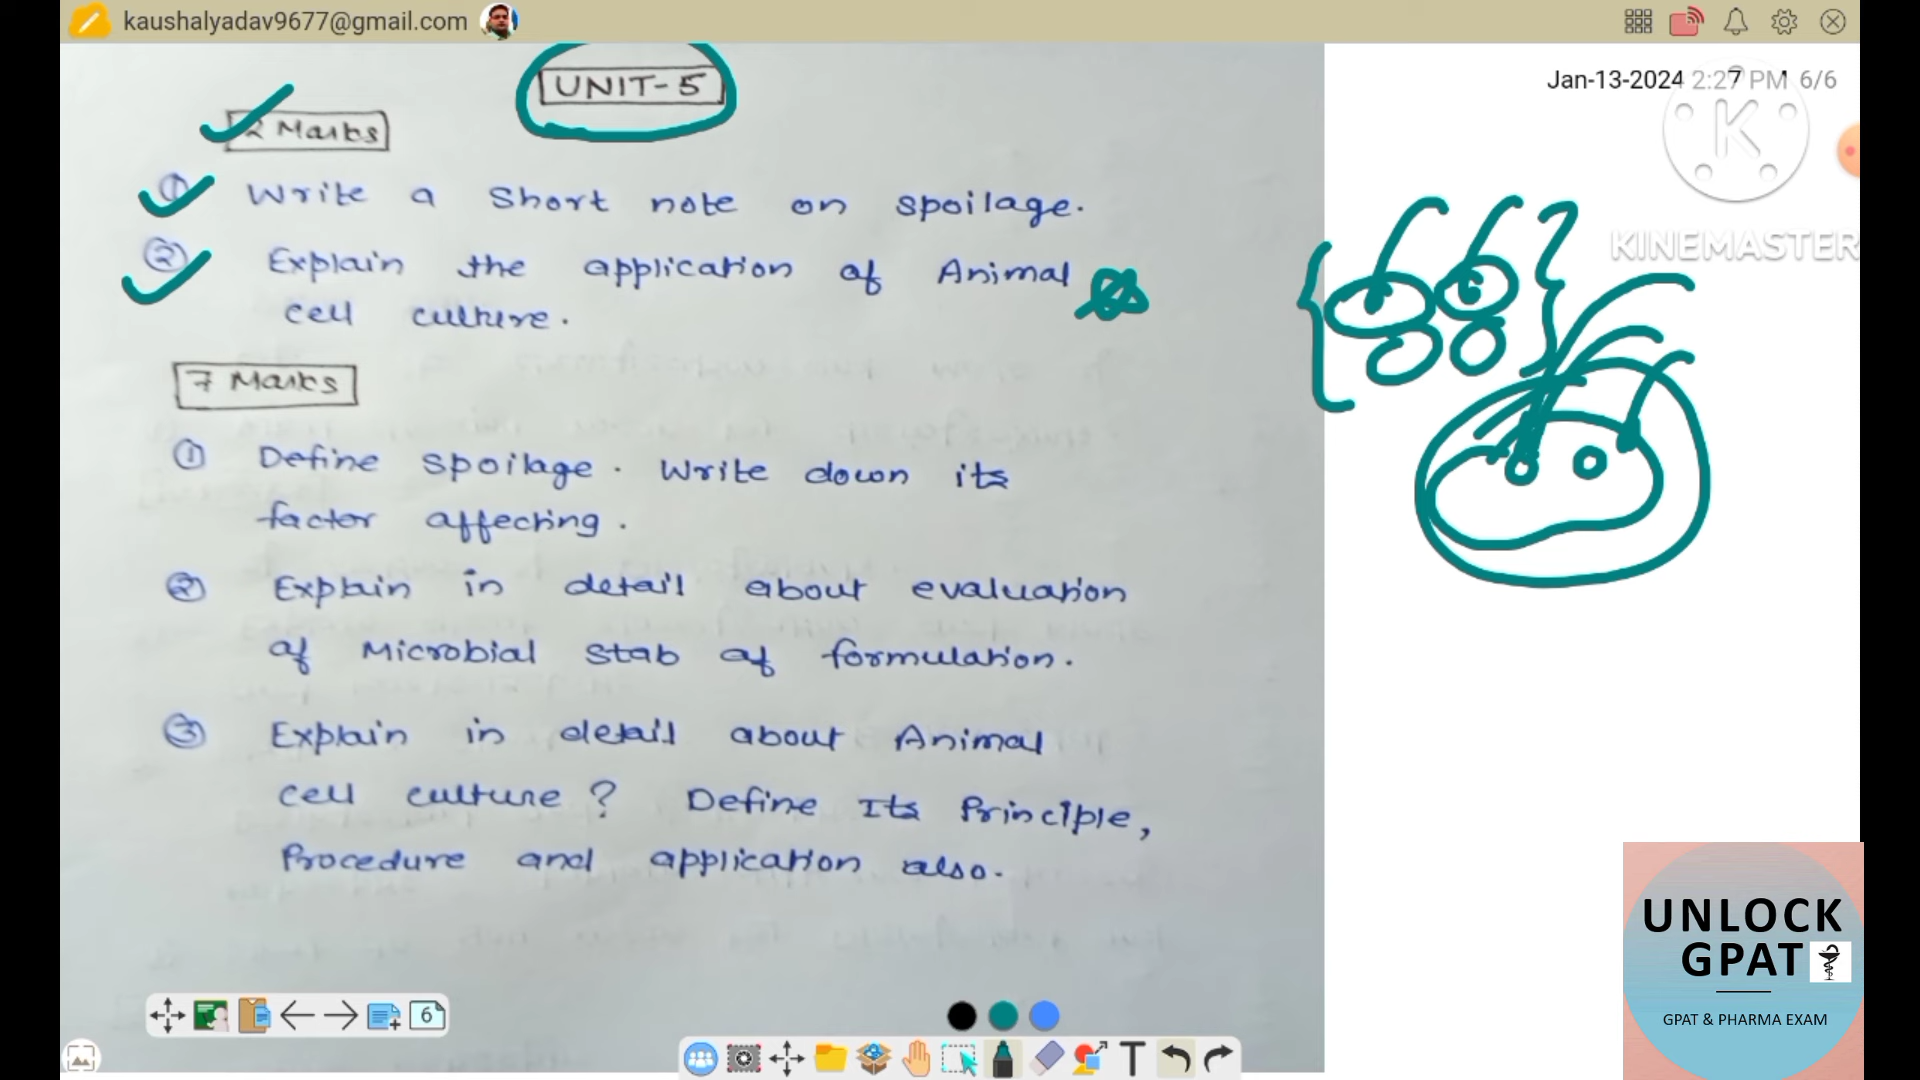 kaushalyadav9677@gmail.com
Jan-13-2024 2:27 PM 6/6
KINEMASTER
UNIT-5
2 Marks
① Write a short note on spoilage.
② Explain the application of Animal
cell culture.
7 Marks
① Define spoilage. Write down its
factor affecting.
② Explain in detail about evaluation
of Microbial stab of formulation.
③ Explain in detail about Animal
cell culture? Define Its Principle,
Procedure and application also.
6
T
UNLOCK
GPAT
GPAT & PHARMA EXAM